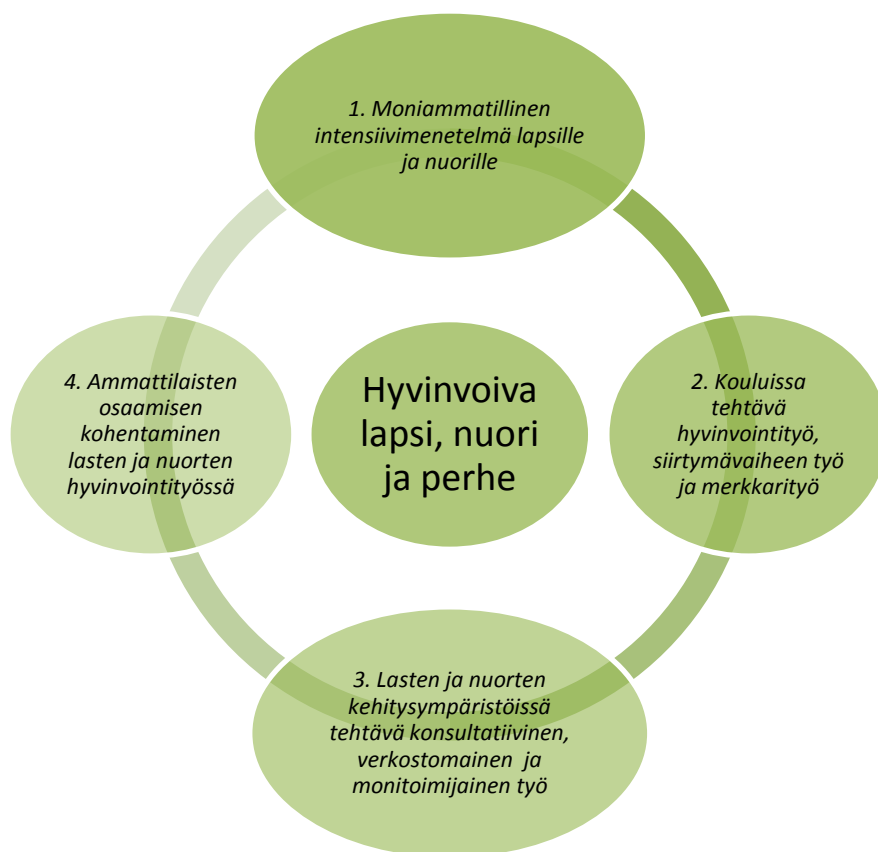 1. Moniammatillinen
intensiivimenetelmä lapsille
ja nuorille
4. Ammattilaisten
osaamisen
kohentaminen
lasten ja nuorten
hyvinvointityössä
Hyvinvoiva
lapsi, nuori
ja perhe
2. Kouluissa
tehtävä
hyvinvointityö,
siirtymävaiheen työ
ja merkkarityö
3. Lasten ja nuorten
kehitysympäristöissä
tehtävä konsultatiivinen,
verkostomainen ja
monitoimijainen työ